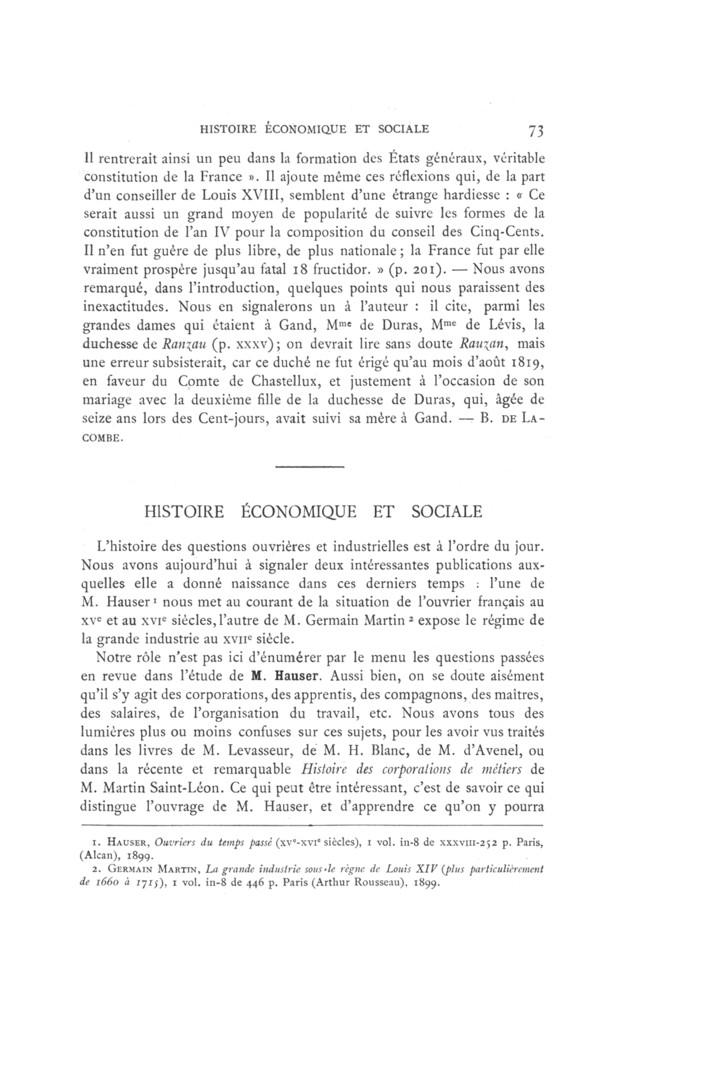 HISTOIRE ÉCONOMIQUE ET SOCIALE 73
Il rentrerait ainsi un peu dans la formation des États généraux, véritable
constitution de la France ». Il ajoute même ces réflexions qui, de la part
d'un conseiller de Louis XVIII, semblent d'une étrange hardiesse : « Ce
serait aussi un grand moyen de popularité de suivre les formes de la
constitution de l'an IV pour la composition du conseil des Cinq-Cents.
Il n'en fut guère de plus libre, de plus nationale ; la France fut par elle
vraiment prospère jusqu'au fatal 18 fructidor. » (p. 201). — Nous avons
remarqué, dans l'introduction, quelques points qui nous paraissent des
inexactitudes. Nous en signalerons un à l'auteur : il cite, parmi les
grandes dames qui étaient à Gand, Mme de Duras, Mme de Lévis, la
duchesse de Ranzau (p. xxxv) ; on devrait lire sans doute Rauzan, mais
une erreur subsisterait, car ce duché ne fut érigé qu'au mois d'août 1819,
en faveur du Comte de Chastellux, et justement à l'occasion de son
mariage avec la deuxième fille de la duchesse de Duras, qui, âgée de
seize ans lors des Cent-jours, avait suivi sa mère à Gand. — B. DE LA-
COMBE.
HISTOIRE ÉCONOMIQUE ET SOCIALE
L'histoire des questions ouvrières et industrielles est à l'ordre du jour.
Nous avons aujourd'hui à signaler deux intéressantes publications aux-
quelles elle a donné naissance dans ces derniers temps : l'une de
M. Hauser 1 nous met au courant de la situation de l'ouvrier français au
XVe et au XVIe siècles, l'autre de M. Germain Martin 2 expose le régime de
la grande industrie au XVIIe siècle.
Notre rôle n'est pas ici d'énumérer par le menu les questions passées
en revue dans l'étude de M. Hauser. Aussi bien, on se doute aisément
qu'il s'y agit des corporations, des apprentis, des compagnons, des maitres,
des salaires, de l'organisation du travail, etc. Nous avons tous des
lumières plus ou moins confuses sur ces sujets, pour les avoir vus traités
dans les livres de M. Levasseur, de M. H. Blanc, de M. d'Avenel, ou
dans la récente et remarquable Histoire des corporations de métiers de
M. Martin Saint-Léon. Ce qui peut être intéressant, c'est de savoir ce qui
distingue l'ouvrage de M. Hauser, et d'apprendre ce qu'on y pourra
1. HAUSER, Ouvriers du temps passé (XVe-XVIe siècles), 1 vol. in-8 de XXXVIII-252 p. Paris,
(Alcan), 1899.
2. GERMAIN MARTIN, La grande industrie sous le règne de Louis XIV (plus particulièrement
de 1660 à 1715), 1 vol. in-8 de 446 p. Paris (Arthur Rousseau), 1899.